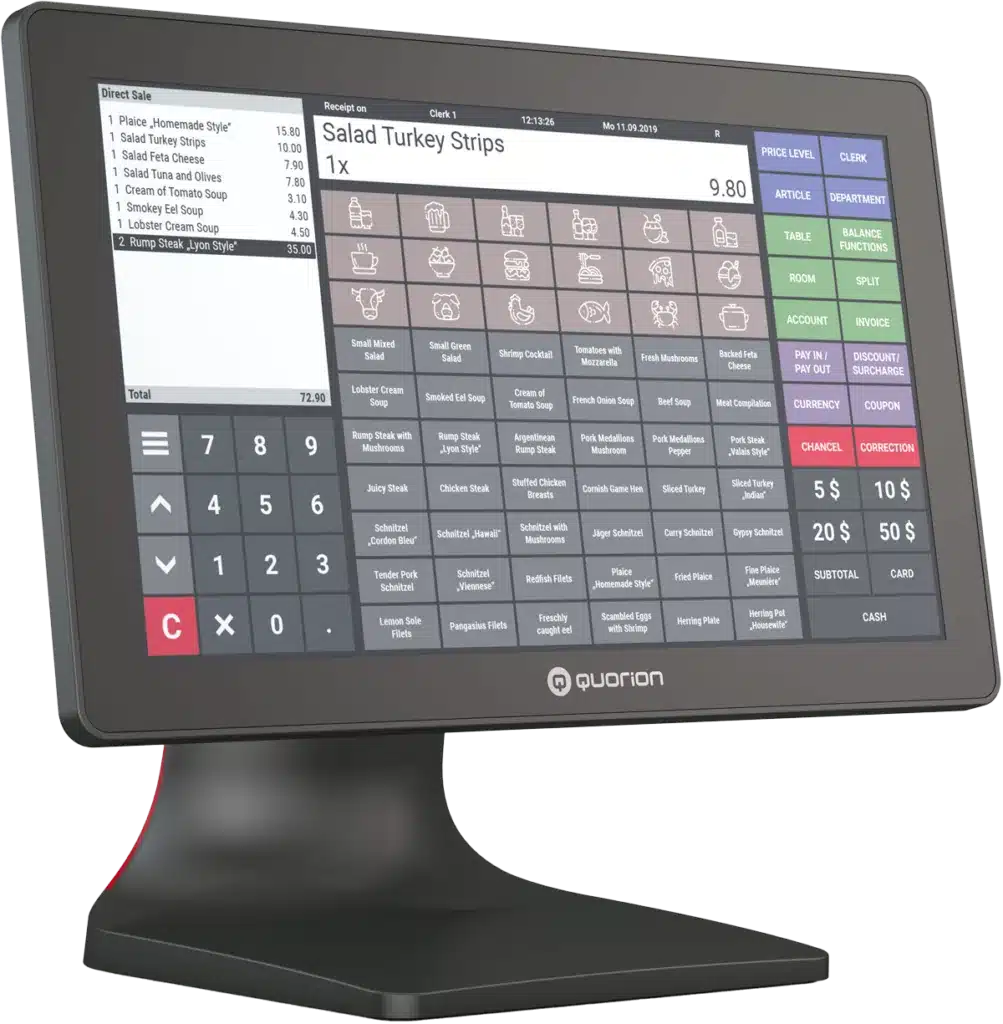 Direct Sale
1 Plaice „Homemade Style" 15.80
1 Salad Turkey Strips 10.00
1 Salad Feta Cheese 7.90
1 Salad Tuna and Olives 7.80
1 Cream of Tomato Soup 3.10
1 Smokey Eel Soup 4.30
1 Lobster Cream Soup 4.50
2 Rump Steak „Lyon Style" 35.00
Total 72.90
Receipt on Clerk 1 12:13:26 Mo 11.09.2019 R
Salad Turkey Strips
1x
9.80
Small Mixed Salad
Small Green Salad
Shrimp Cocktail
Tomatoes with Mozzarella
Fresh Mushrooms
Backed Feta Cheese
Lobster Cream Soup
Smoked Eel Soup
Cream of Tomato Soup
French Onion Soup
Beef Soup
Meat Compilation
Rump Steak with Mushrooms
Rump Steak „Lyon Style"
Argentinean Rump Steak
Pork Medallions Mushroom
Pork Medallions Pepper
Pork Steak „Valais Style"
Juicy Steak
Chicken Steak
Stuffed Chicken Breasts
Cornish Game Hen
Sliced Turkey
Sliced Turkey „Indian"
Schnitzel „Cordon Bleu"
Schnitzel „Hawaii"
Schnitzel with Mushrooms
Jäger Schnitzel
Curry Schnitzel
Gypsy Schnitzel
Tender Pork Schnitzel
Schnitzel „Viennese"
Redfish Filets
Plaice „Homemade Style"
Fried Plaice
Fine Plaice „Meunière"
Lemon Sole Filets
Pangasius Filets
Freschly caught eel
Scambled Eggs with Shrimp
Herring Plate
Herring Pot „Housewife"
PRICE LEVEL CLERK
ARTICLE DEPARTMENT
TABLE BALANCE FUNCTIONS
ROOM SPLIT
ACCOUNT INVOICE
PAY IN / PAY OUT DISCOUNT/ SURCHARGE
CURRENCY COUPON
CHANCEL CORRECTION
5 $ 10 $
20 $ 50 $
SUBTOTAL CARD
CASH
7 8 9
4 5 6
1 2 3
C X 0 .
QUORION